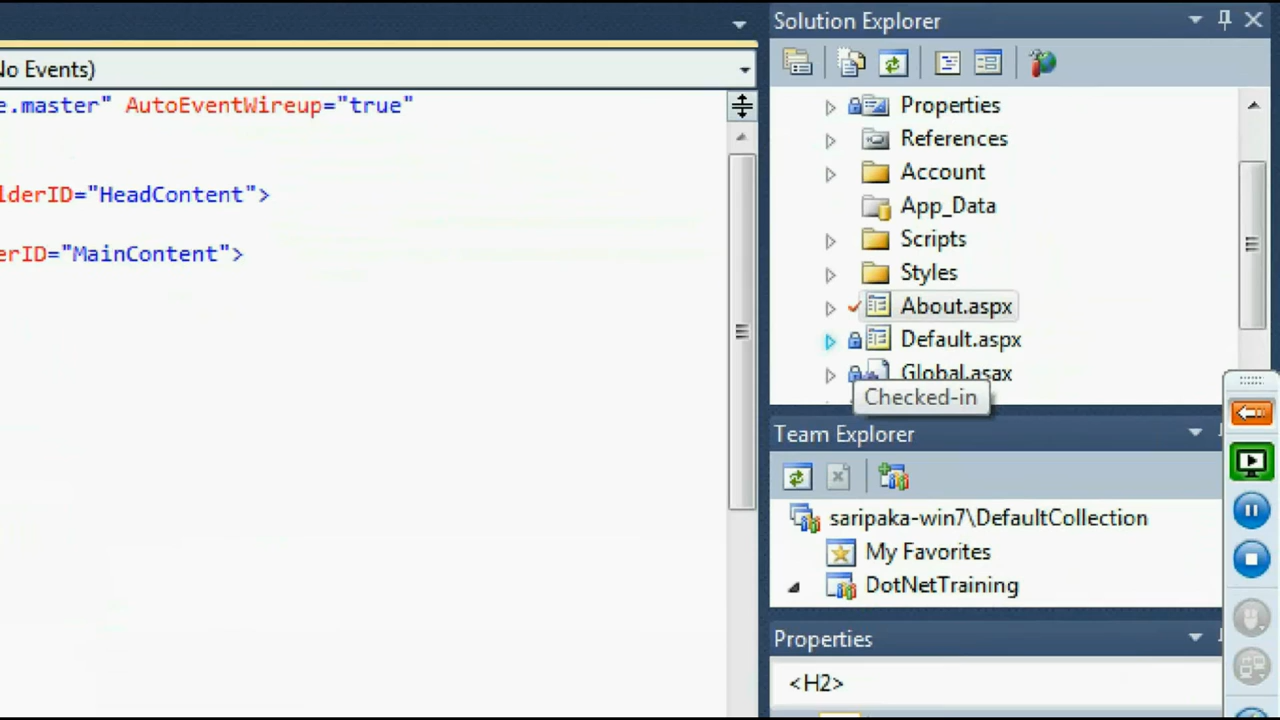 Solution Explorer
No Events)
e.master" AutoEventWireup="true"
lderID="HeadContent">
erID="MainContent">
Properties
References
Account
App_Data
Scripts
Styles
About.aspx
Default.aspx
Global.asax
Checked-in
Team Explorer
saripaka-win7\DefaultCollection
My Favorites
DotNetTraining
Properties
<H2>